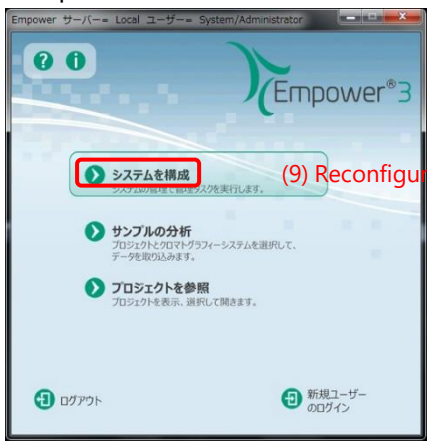 Empower サーバー= Local ユーザー= System/Administrator
Empower®3
システムを構成
システムの管理で管理タスクを実行します。
(9) Reconfigur
サンプルの分析
プロジェクトとクロマトグラフィーシステムを選択して、
データを取り込みます。
プロジェクトを参照
プロジェクトを表示、選択して開きます。
ログアウト
新規ユーザー
のログイン